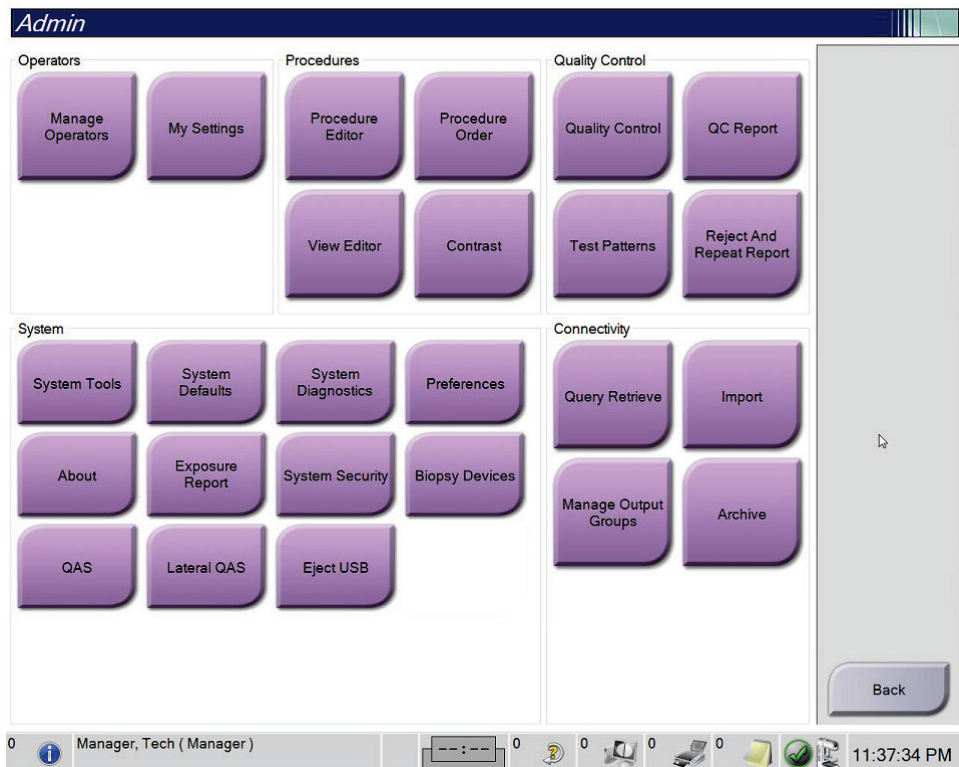 Admin
Operators
Manage
Operators
My Settings
Procedures
Procedure
Editor
Procedure
Order
View Editor
Contrast
Quality Control
Quality Control
QC Report
Test Patterns
Reject And
Repeat Report
System
System Tools
System
Defaults
System
Diagnostics
Preferences
About
Exposure
Report
System Security
Biopsy Devices
QAS
Lateral QAS
Eject USB
Connectivity
Query Retrieve
Import
Manage Output
Groups
Archive
Back
0
Manager, Tech ( Manager )
--:--
0
0
0
0
11:37:34 PM